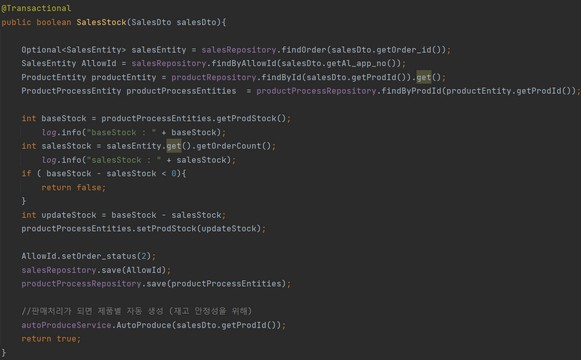 @Transactional
public boolean SalesStock(SalesDto salesDto){
Optional<SalesEntity> salesEntity = salesRepository.findOrder(salesDto.getOrder_id());
SalesEntity AllowId = salesRepository.findByAllowId(salesDto.getAl_app_no());
ProductEntity productEntity = productRepository.findById(salesDto.getProdId()).get();
ProductProcessEntity productProcessEntities  = productProcessRepository.findByProdId(productEntity.getProdId());
int baseStock = productProcessEntities.getProdStock();
log.info("baseStock : " + baseStock);
int salesStock = salesEntity.get().getOrderCount();
log.info("salesStock : " + salesStock);
if ( baseStock - salesStock < 0){
return false;
}
int updateStock = baseStock - salesStock;
productProcessEntities.setProdStock(updateStock);
AllowId.setOrder_status(2);
salesRepository.save(AllowId);
productProcessRepository.save(productProcessEntities);
//판매처리가 되면 제품별 자동 생성 (재고 안정성을 위해)
autoProduceService.AutoProduce(salesDto.getProdId());
return true;
}